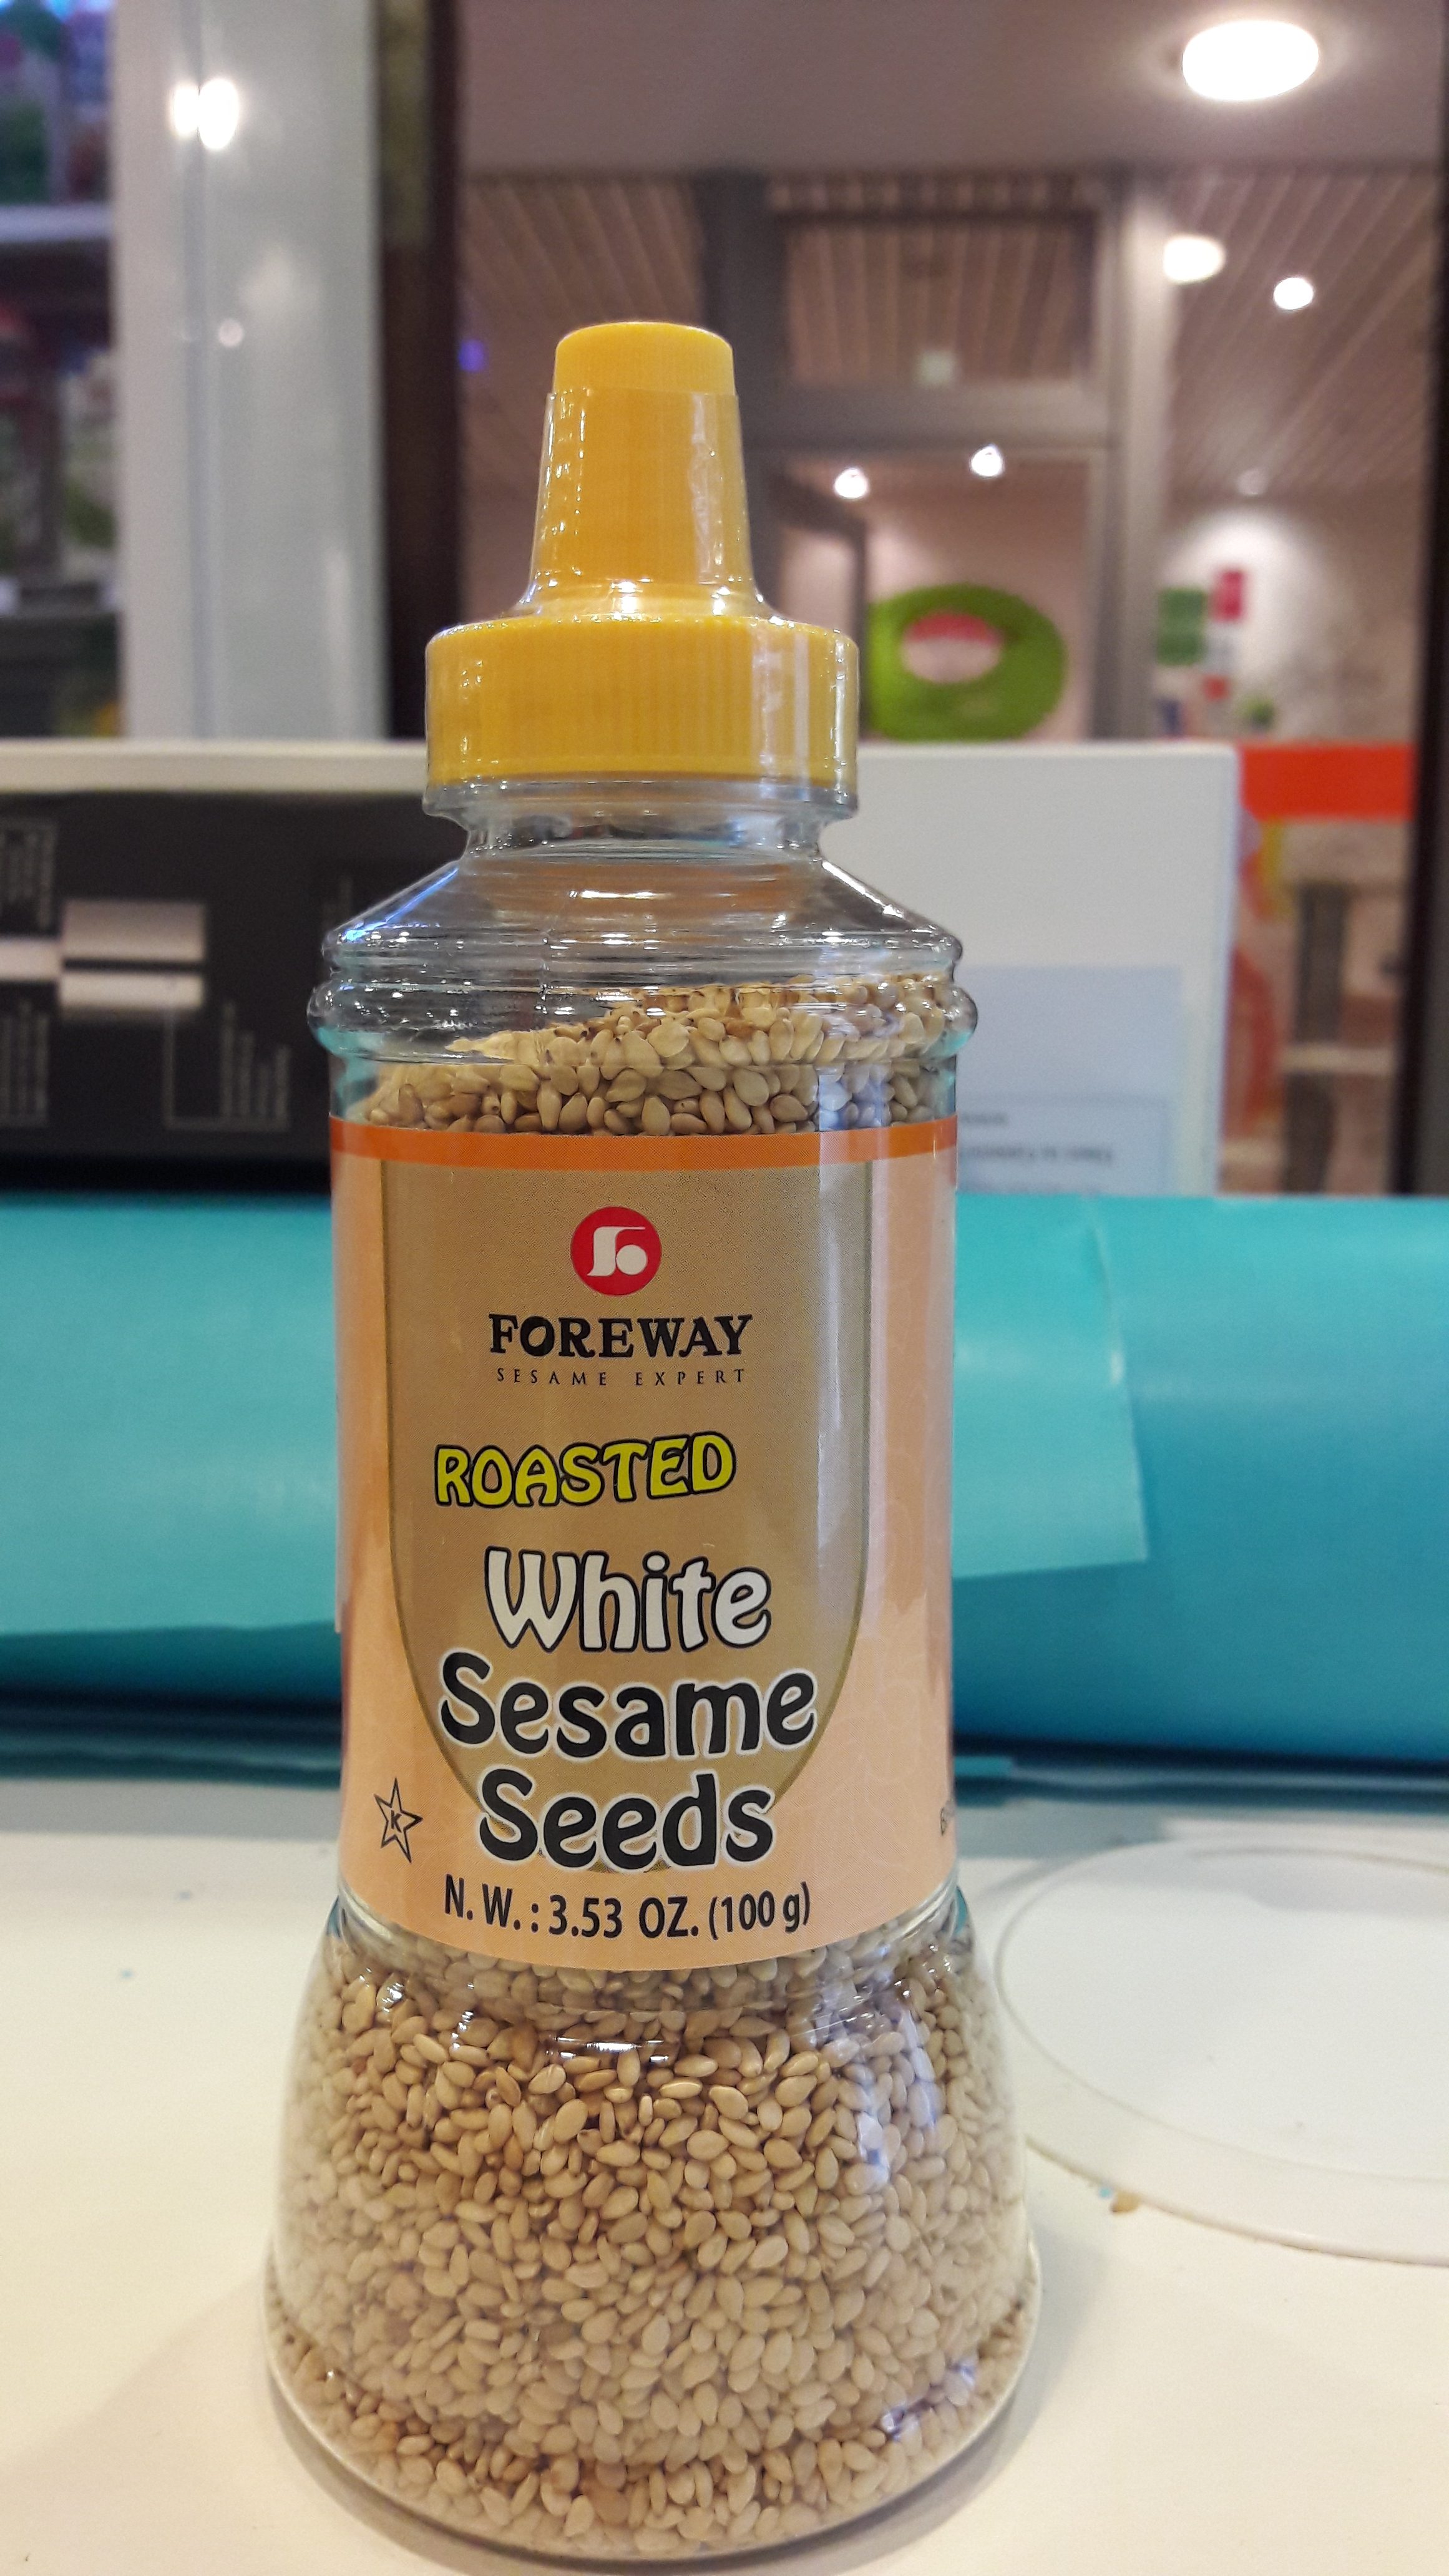 FOREWAY
SESAME EXPERT
ROASTED
White
Sesame
Seeds
K
N. W. : 3.53 OZ. (100 g)